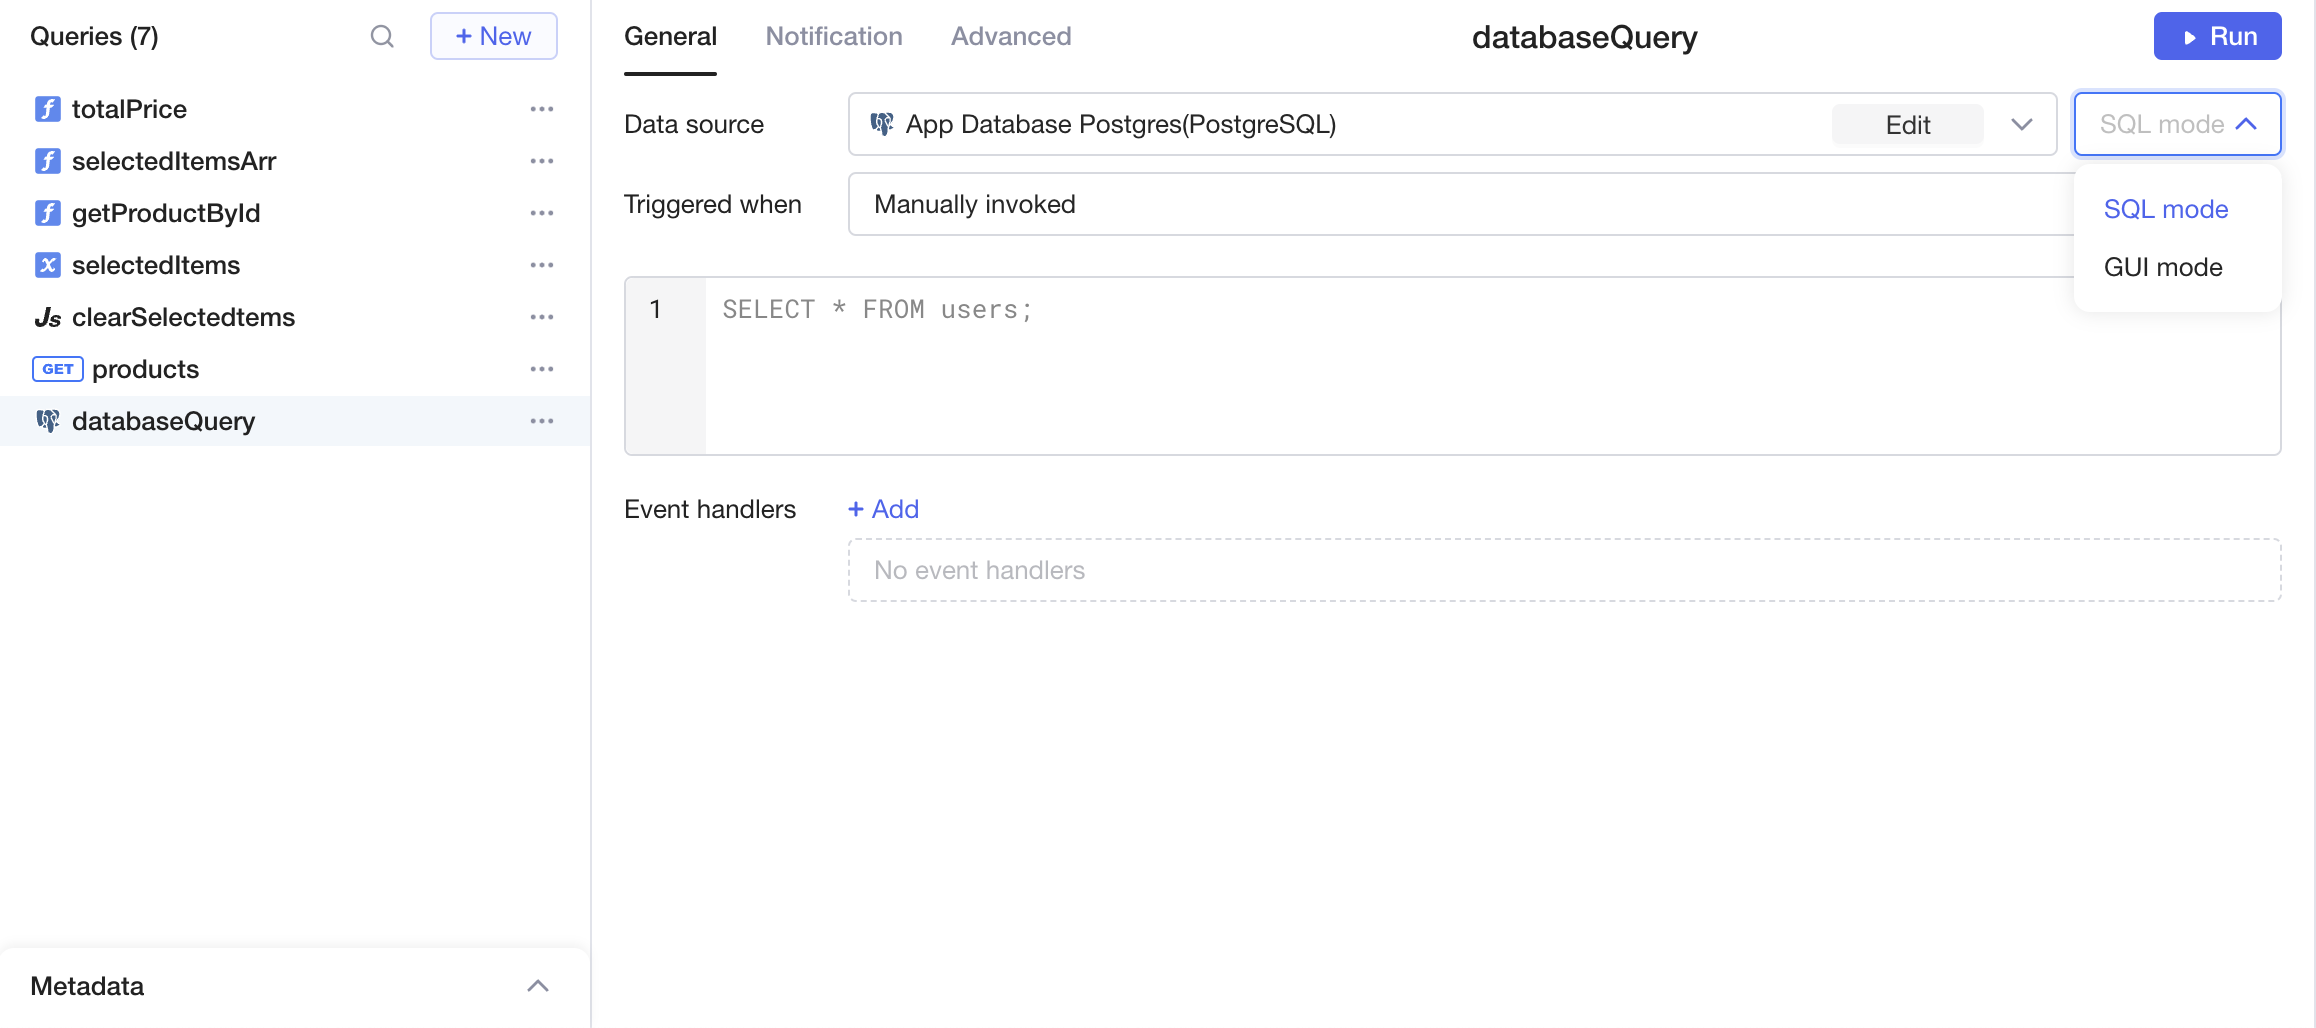 Queries (7)
+ New
totalPrice
selectedItemsArr
getProductById
selectedItems
Js clearSelectedtems
GET products
databaseQuery
Metadata
General Notification Advanced
databaseQuery
Run
Data source
App Database Postgres(PostgreSQL)
Edit
SQL mode
SQL mode
GUI mode
Triggered when
Manually invoked
1 SELECT * FROM users;
Event handlers
+ Add
No event handlers